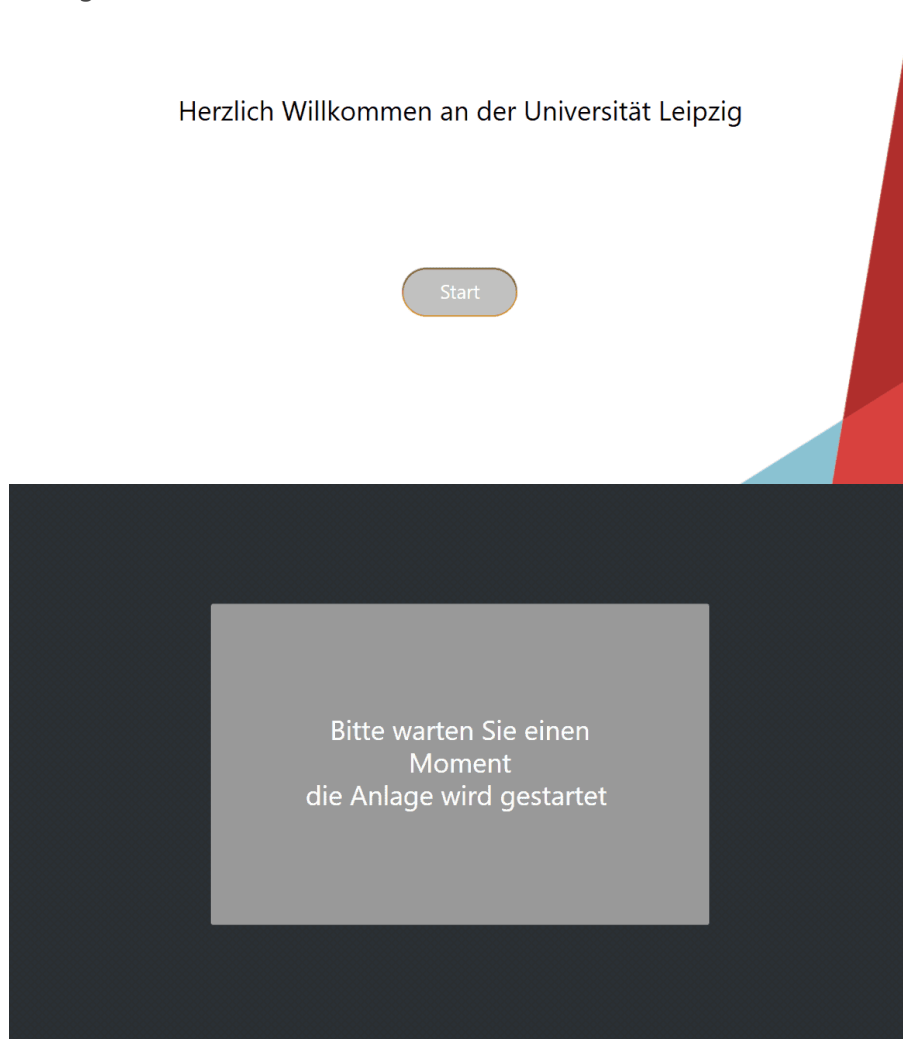 Herzlich Willkommen an der Universität Leipzig
Start
Bitte warten Sie einen
Moment
die Anlage wird gestartet